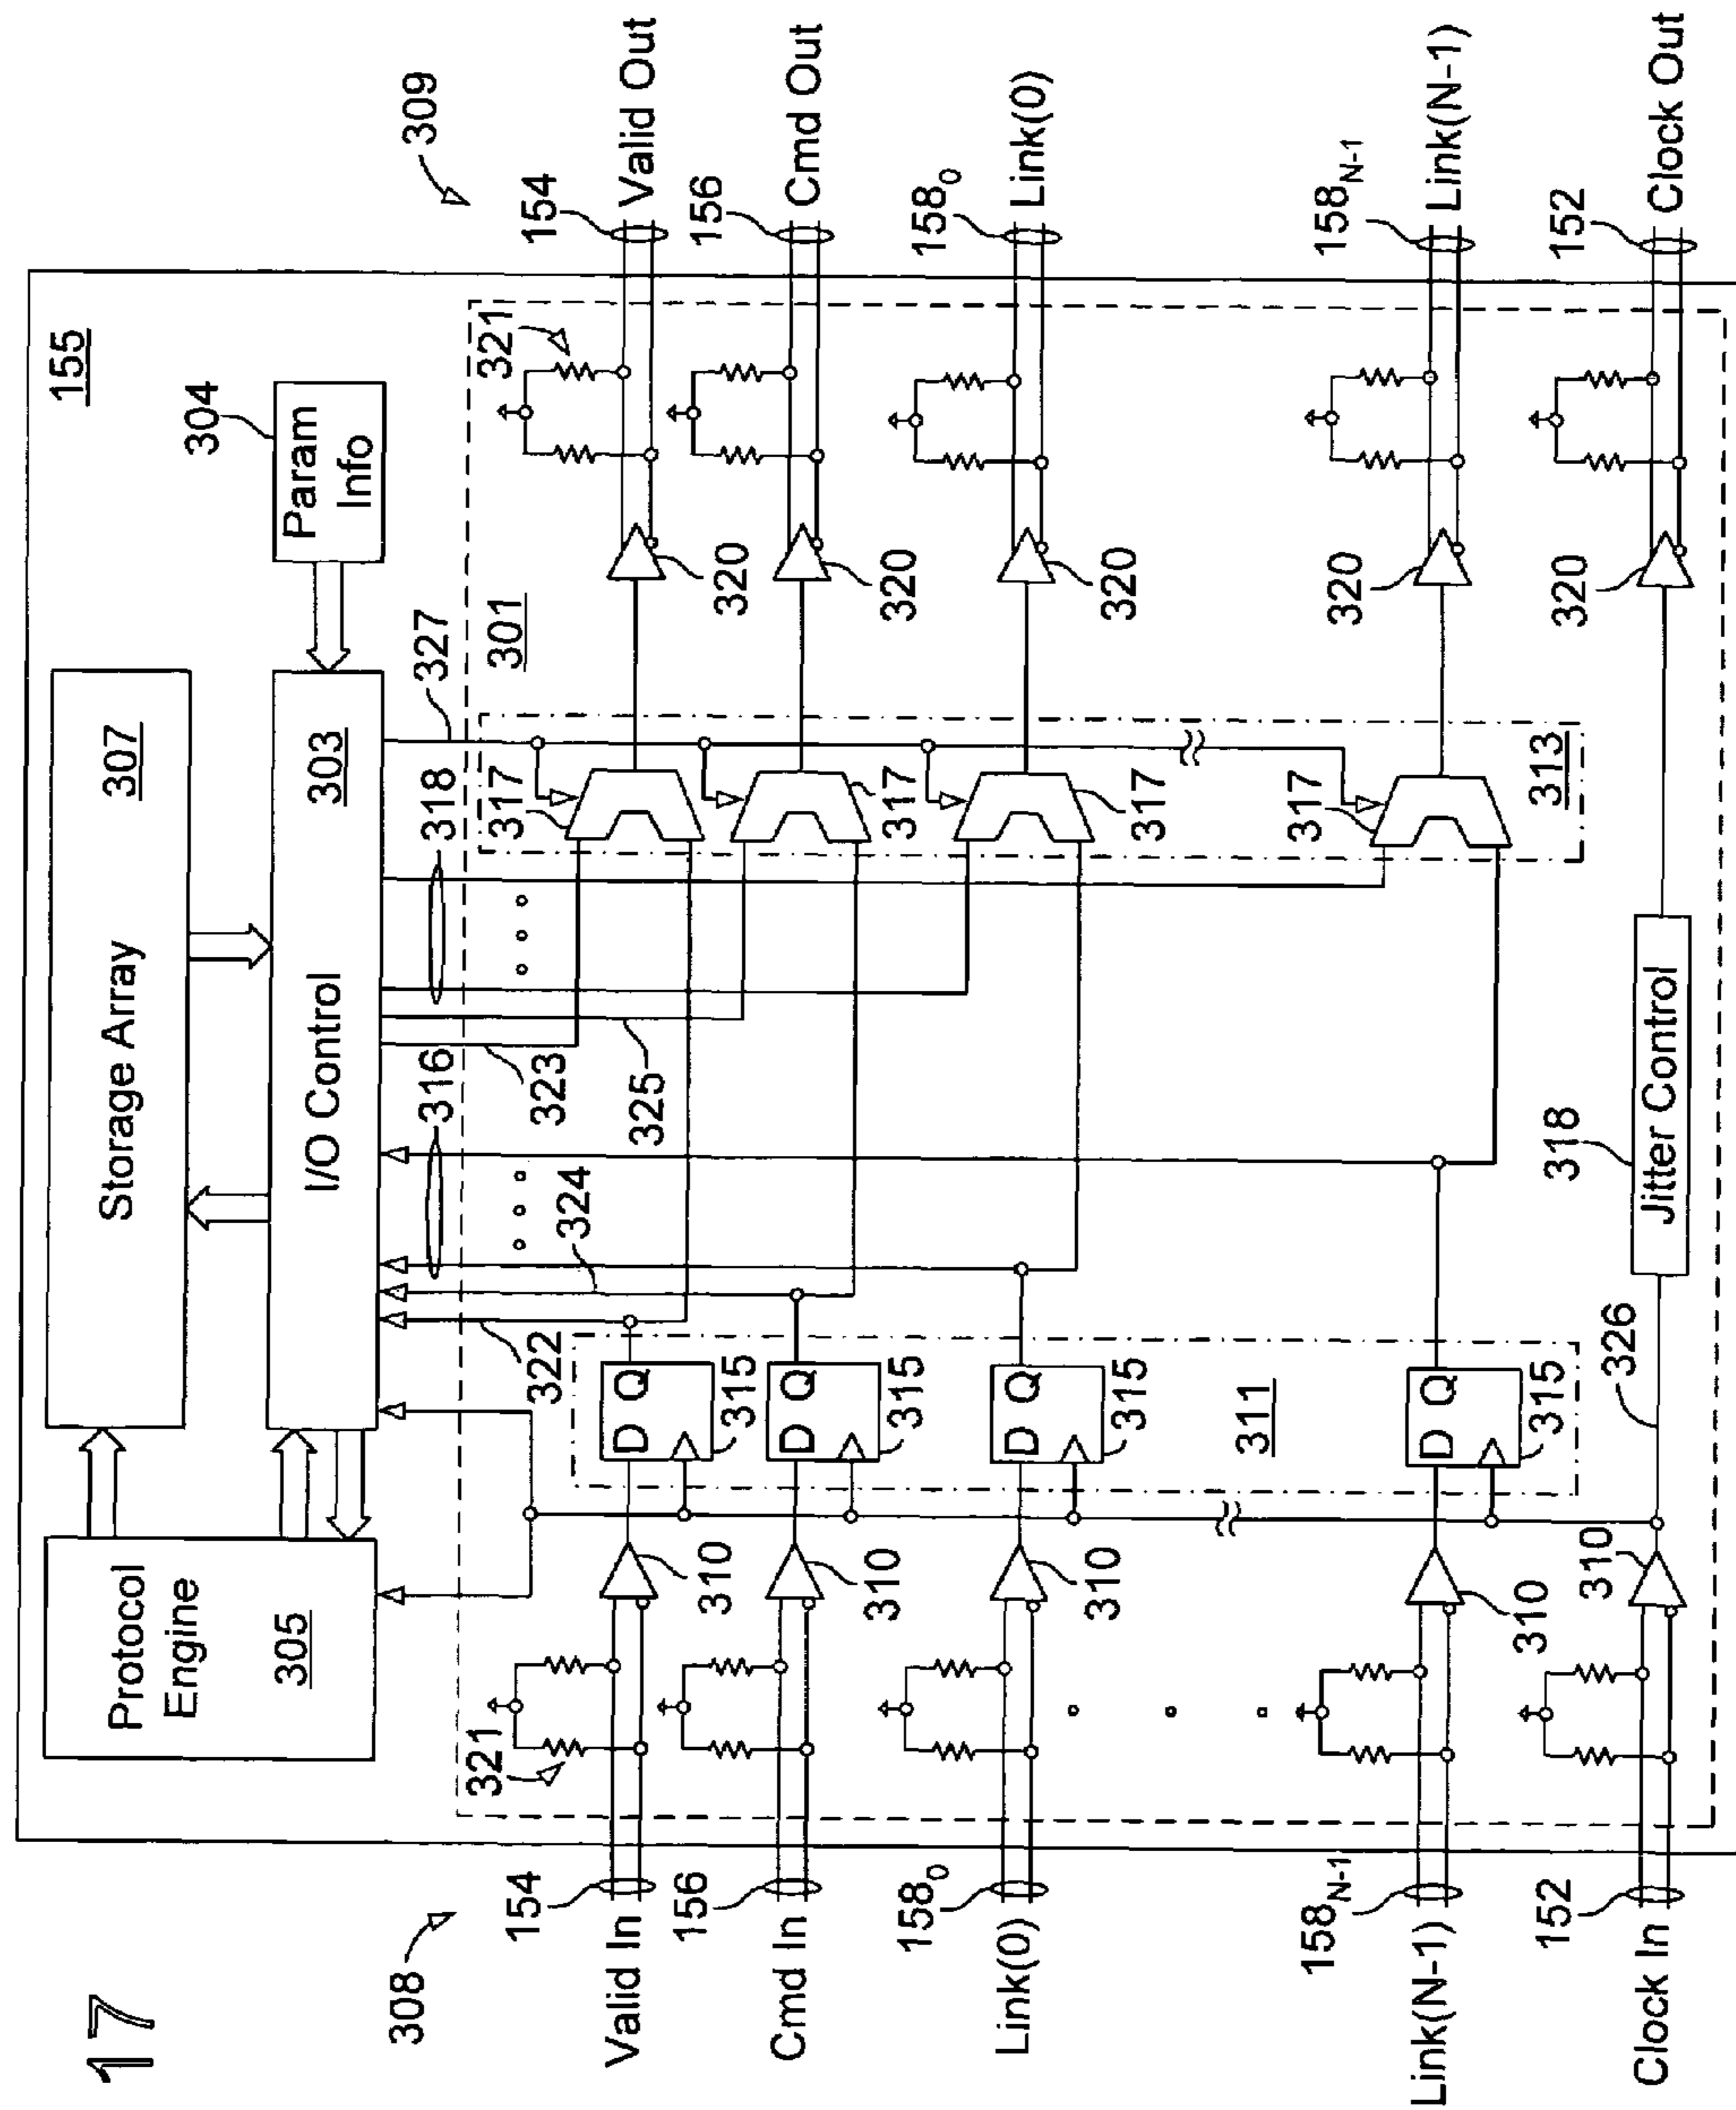 17
155
Storage Array
307
Protocol
Engine
305
I/O Control
303
304
Param
Info
308
309
321
322
324
316
323
325
318
327
301
317
321
154
Valid In
310
D Q
315
320
154
Valid Out
156
Cmd In
310
D Q
315
317
320
156
Cmd Out
158₀
Link(0)
310
D Q
315
317
320
158₀
Link(0)
311
313
158N-1
Link(N-1)
310
D Q
315
317
320
158N-1
Link(N-1)
152
Clock In
310
326
318
Jitter Control
320
152
Clock Out